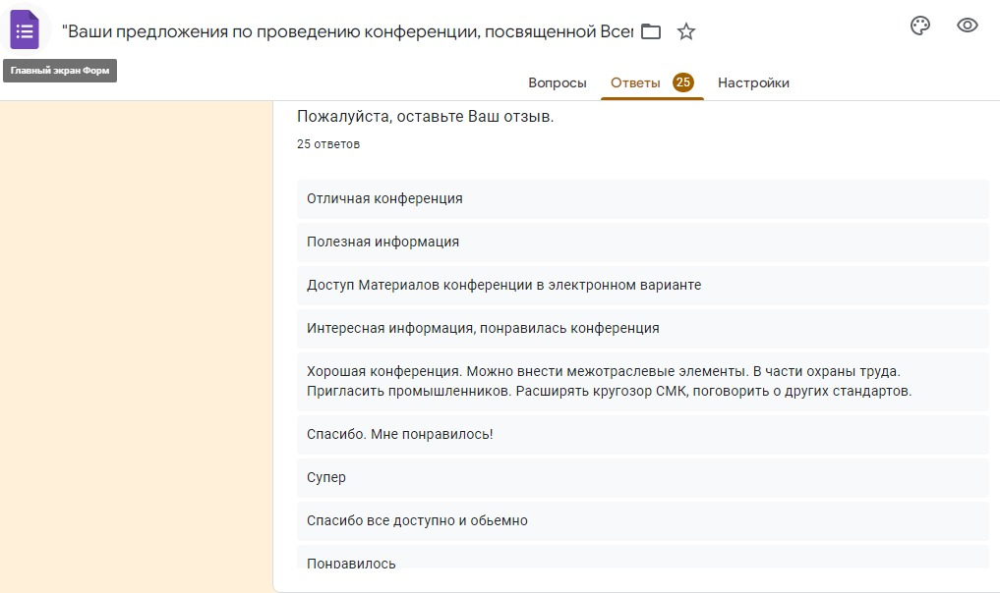 "Ваши предложения по проведению конференции, посвященной Всем
Главный экран Форм
Вопросы Ответы 25 Настройки
Пожалуйста, оставьте Ваш отзыв.
25 ответов
Отличная конференция
Полезная информация
Доступ Материалов конференции в электронном варианте
Интересная информация, понравилась конференция
Хорошая конференция. Можно внести межотраслевые элементы. В части охраны труда.
Пригласить промышленников. Расширять кругозор СМК, поговорить о других стандартов.
Спасибо. Мне понравилось!
Супер
Спасибо все доступно и обьемно
Понравилось